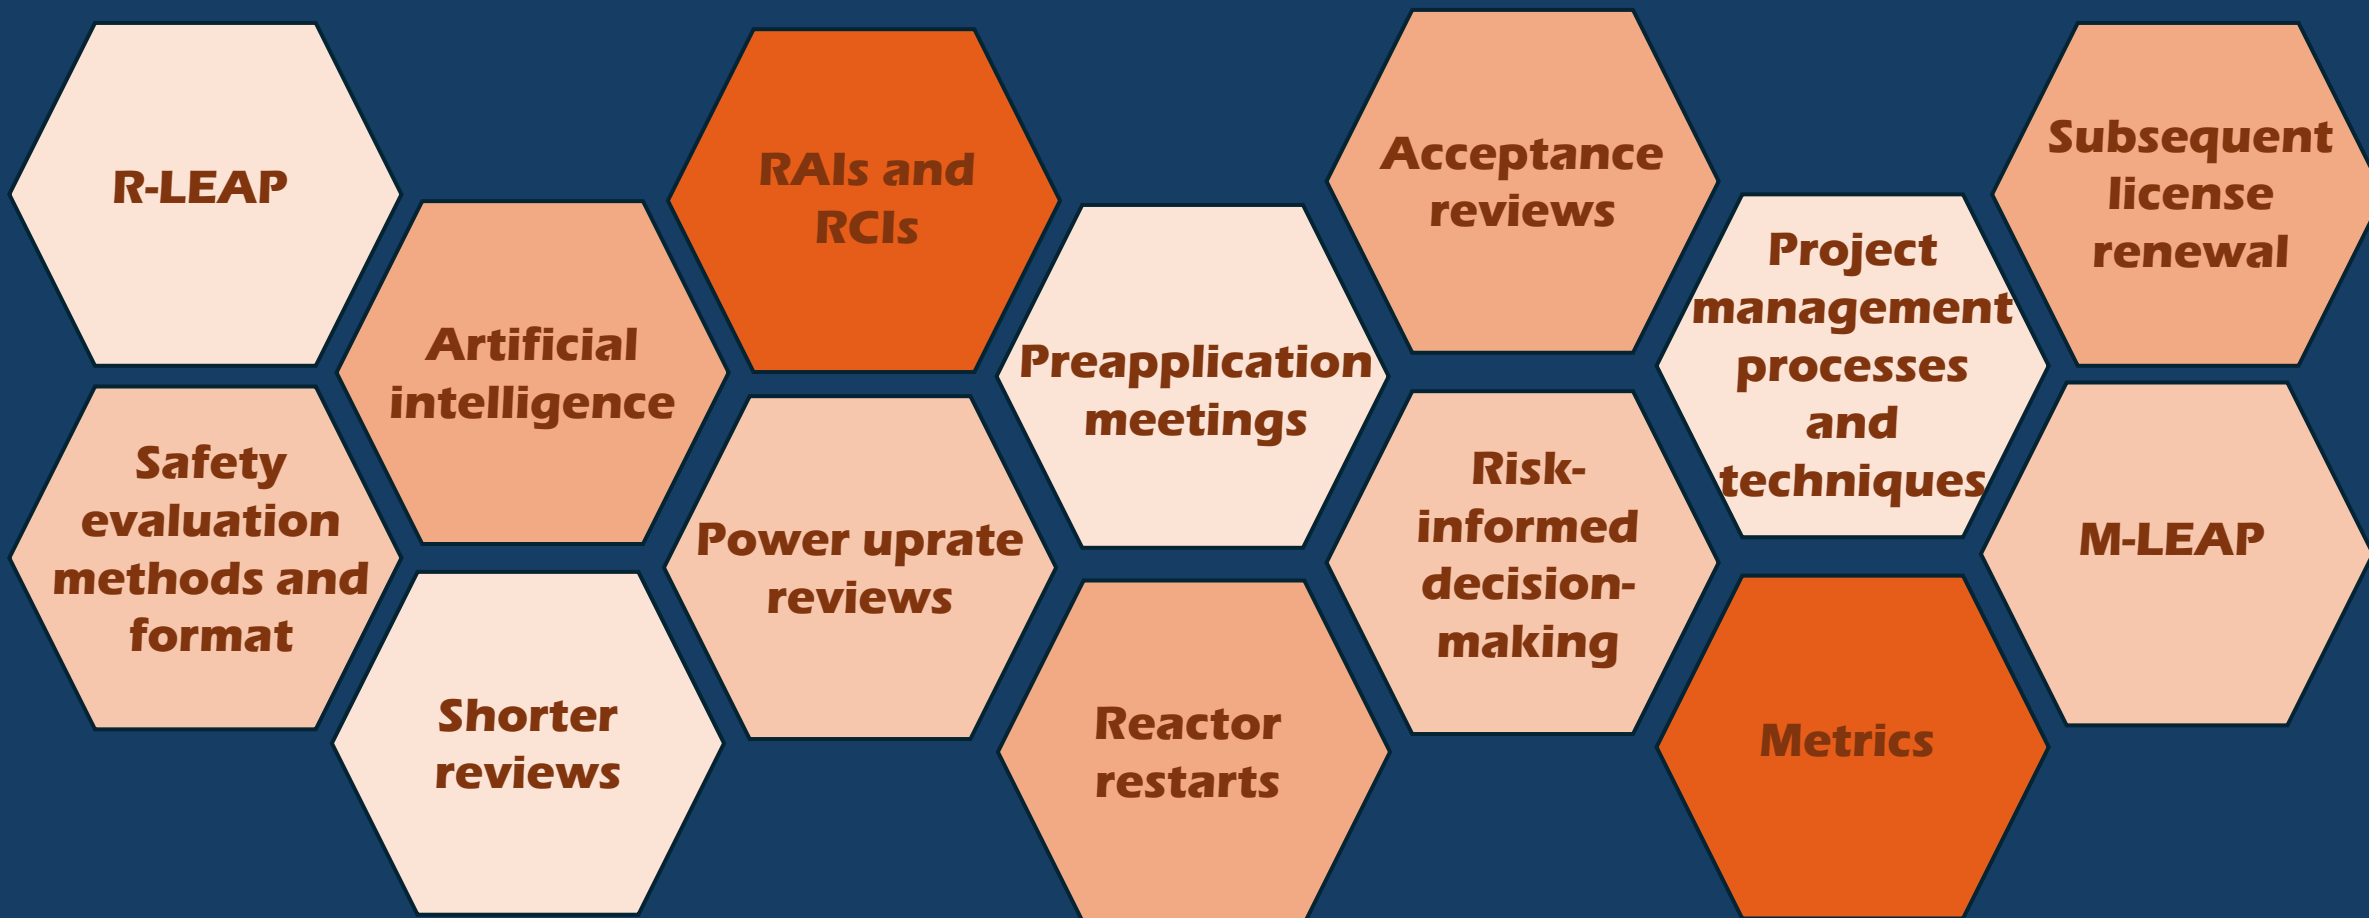 R-LEAP
Safety
evaluation
methods and
format
Artificial
intelligence
Shorter
reviews
RAIs and
RCIs
Power uprate
reviews
Preapplication
meetings
Reactor
restarts
Acceptance
reviews
Risk-
informed
decision-
making
Project
management
processes
and
techniques
Metrics
Subsequent
license
renewal
M-LEAP